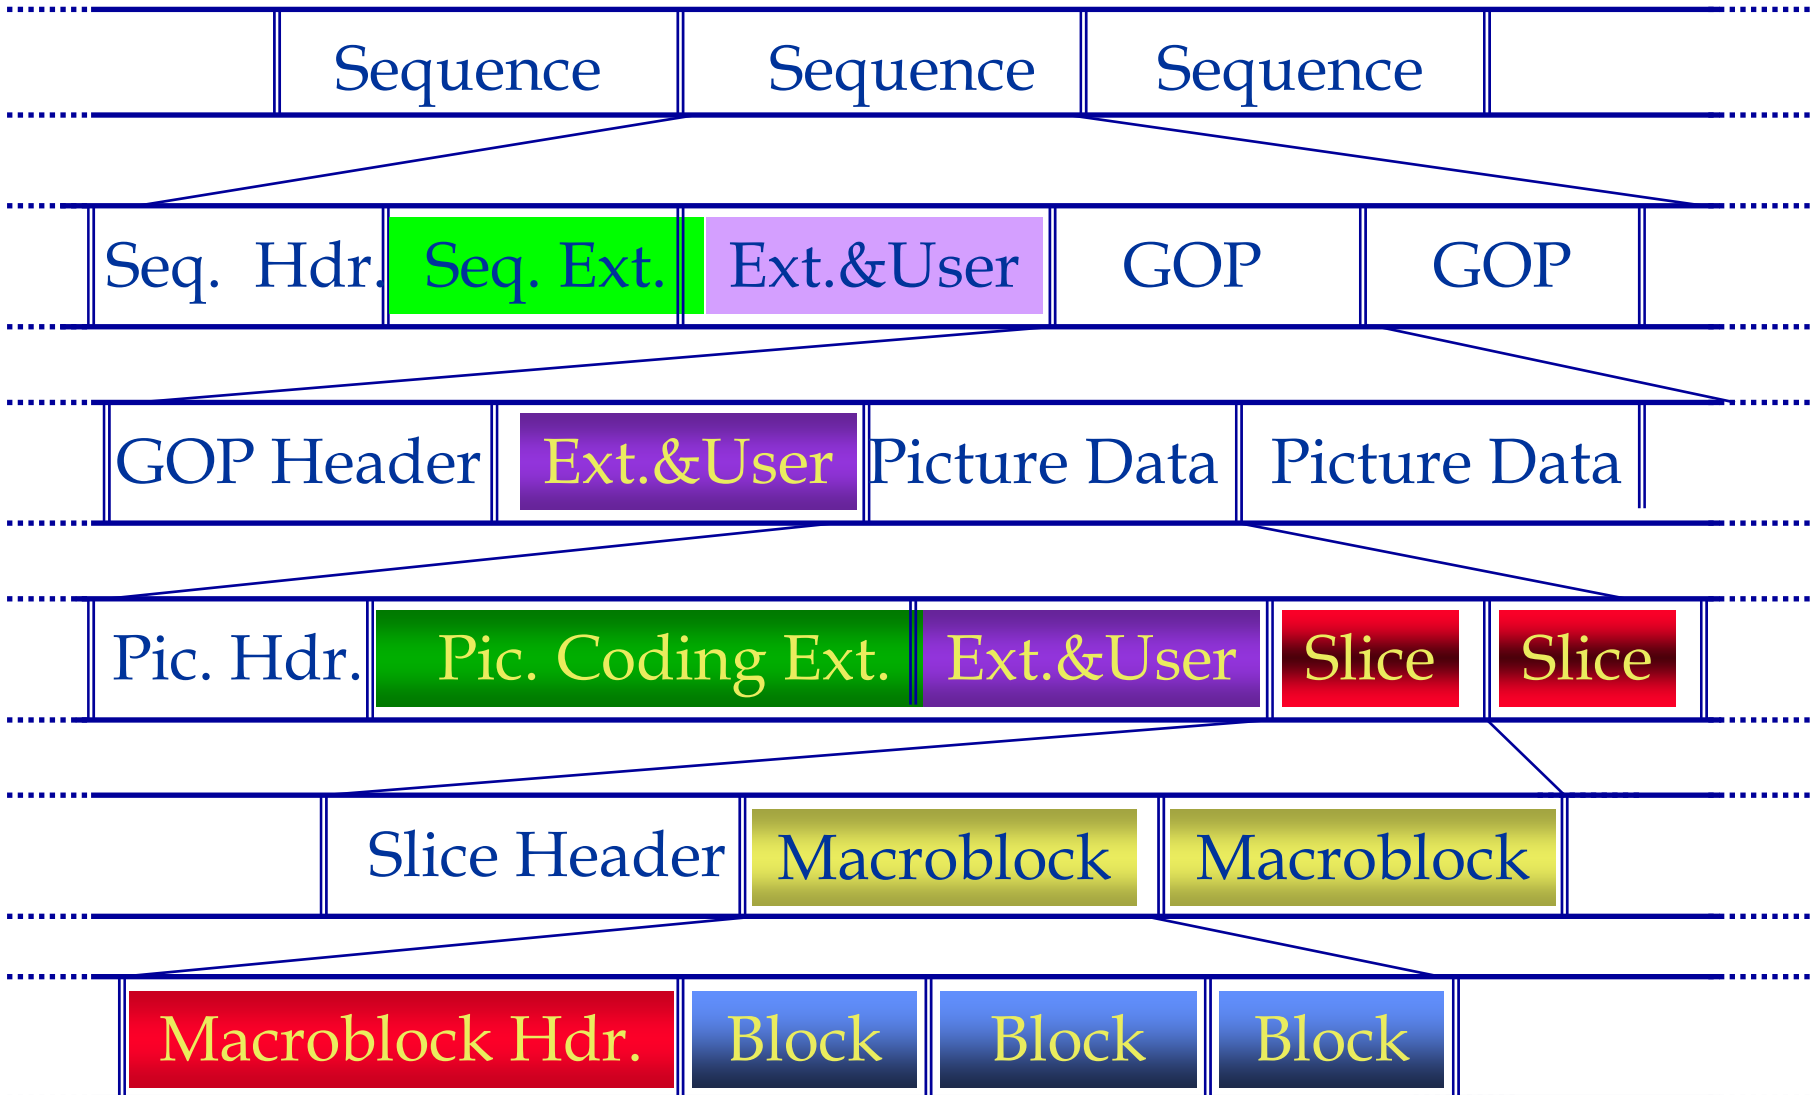 Sequence Sequence Sequence
Seq. Hdr. Seq. Ext. Ext.&User GOP GOP
GOP Header Ext.&User Picture Data Picture Data
Pic. Hdr. Pic. Coding Ext. Ext.&User Slice Slice
Slice Header Macroblock Macroblock
Macroblock Hdr. Block Block Block